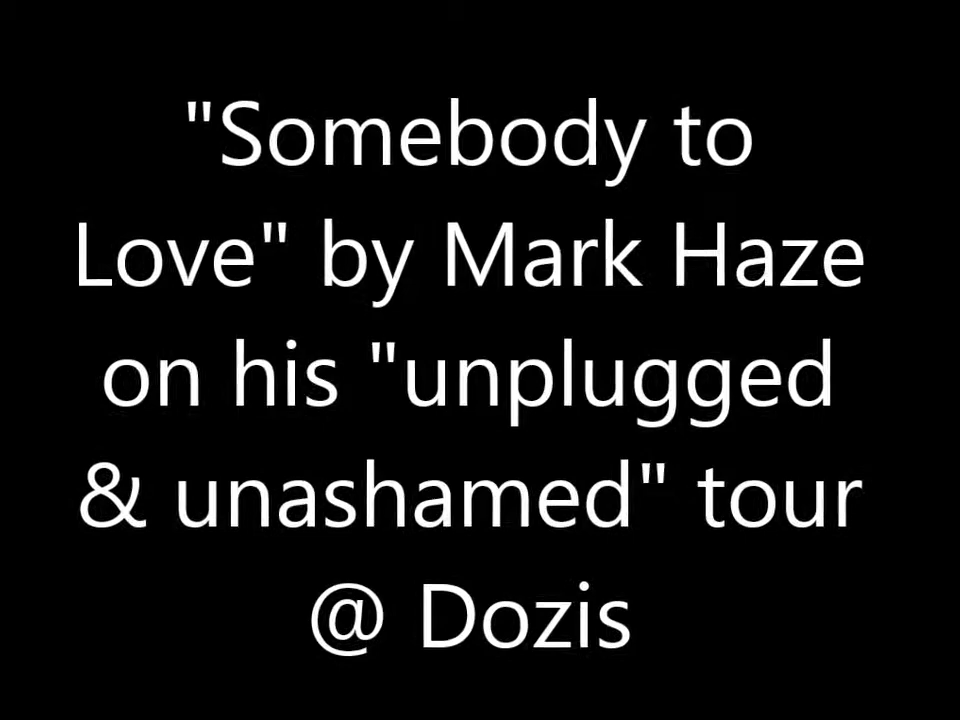 "Somebody to
Love" by Mark Haze
on his "unplugged
& unashamed" tour
@ Dozis